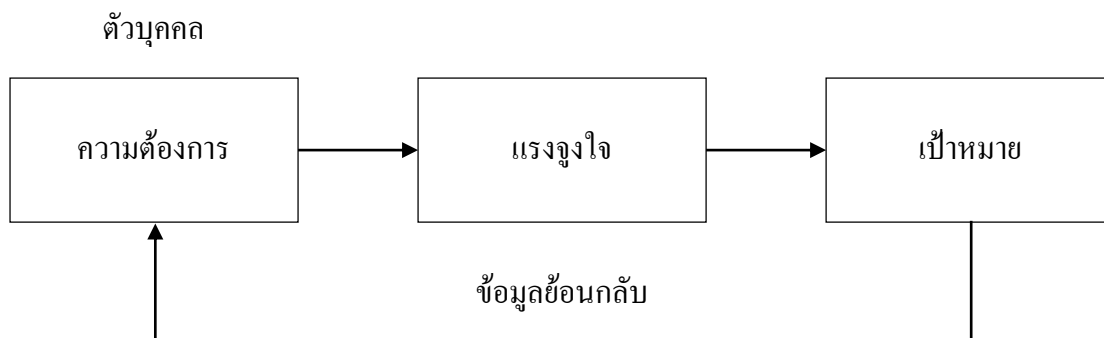 ตัวบุคคล
ความต้องการ
แรงจูงใจ
เป้าหมาย
ข้อมูลย้อนกลับ